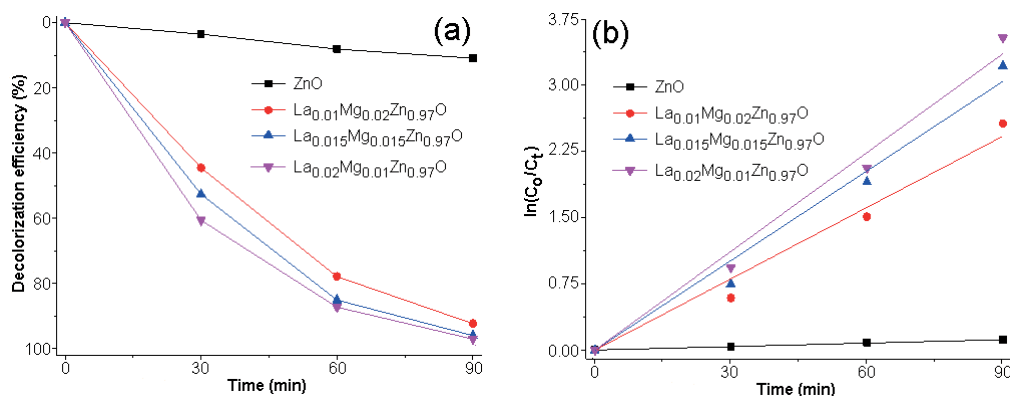 (a)
Decolorization efficiency (%)
0
20
40
60
80
100
ZnO
La0.01Mg0.02Zn0.97O
La0.015Mg0.015Zn0.97O
La0.02Mg0.01Zn0.97O
0 30 60 90
Time (min)
(b)
ln(Co/Ct)
3.75
3.00
2.25
1.50
0.75
0.00
ZnO
La0.01Mg0.02Zn0.97O
La0.015Mg0.015Zn0.97O
La0.02Mg0.01Zn0.97O
0 30 60 90
Time (min)